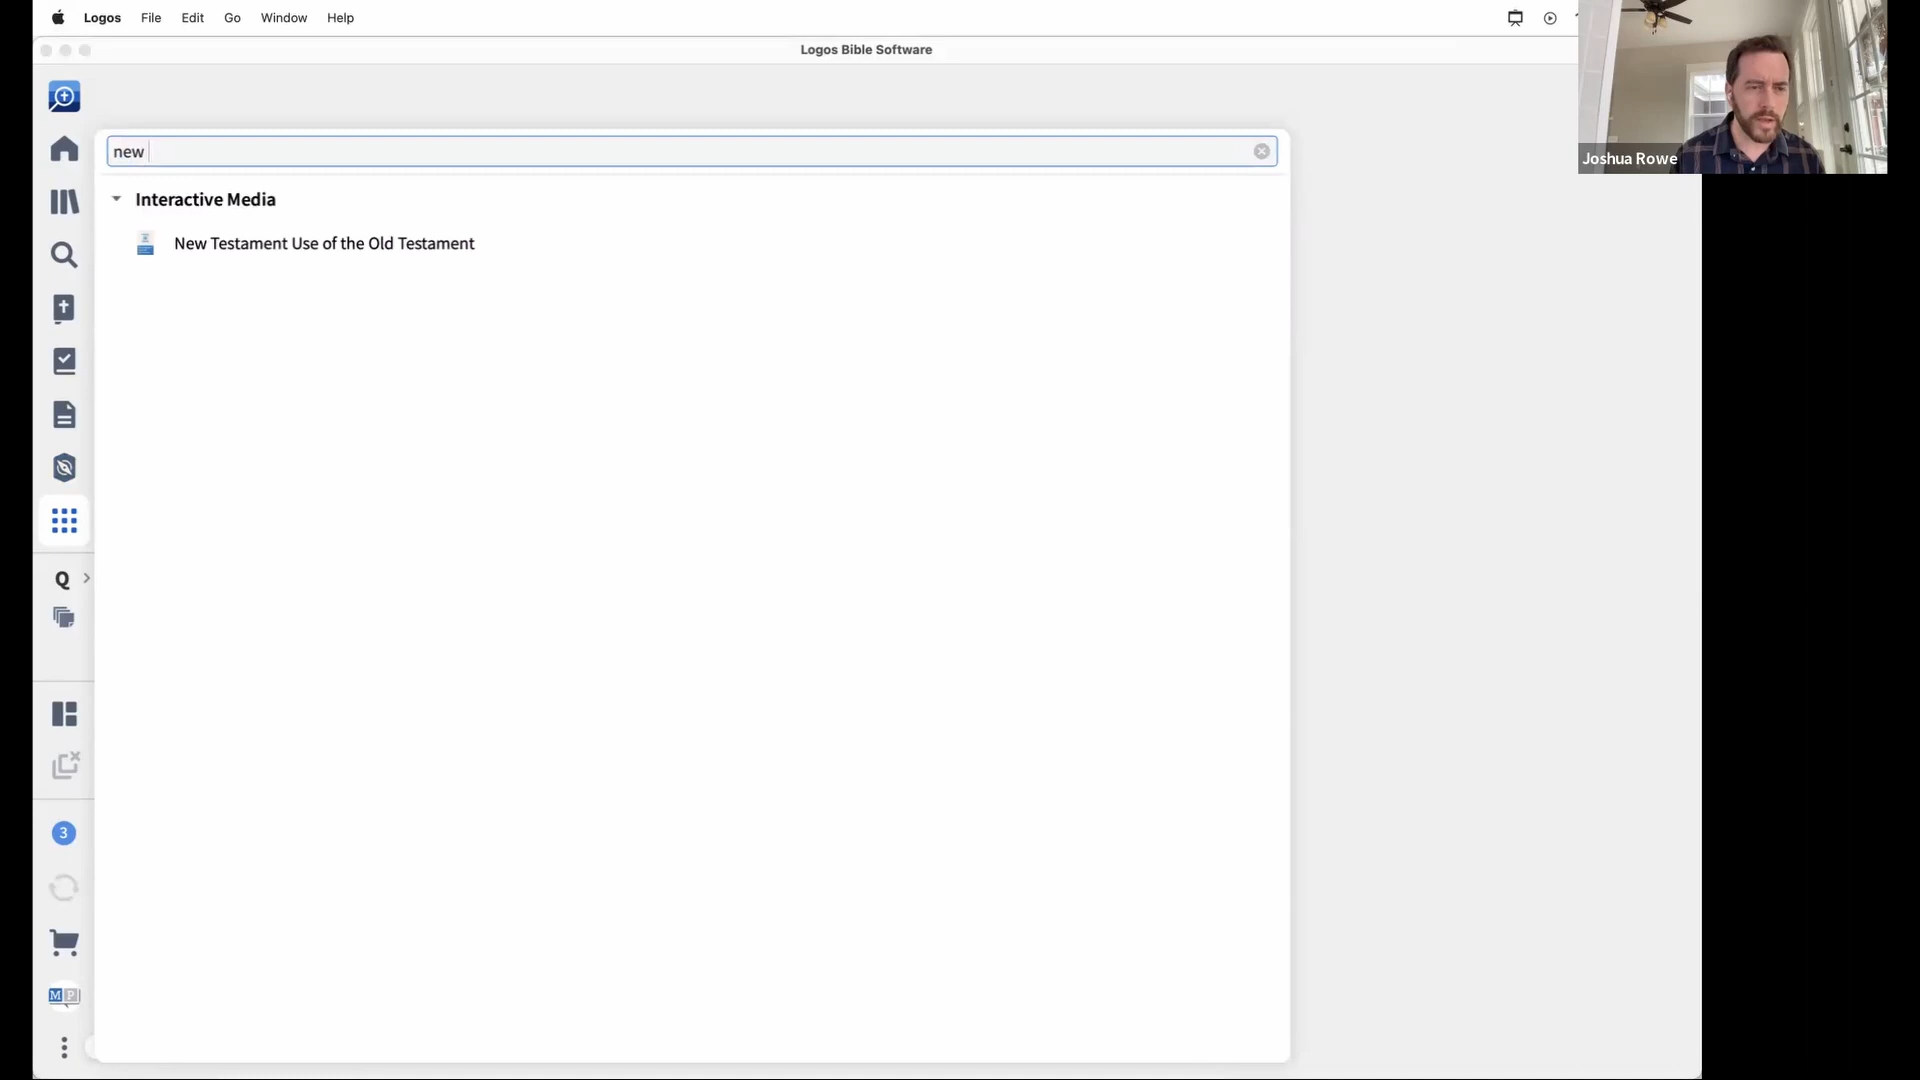 Logos File Edit Go Window Help
Logos Bible Software
new
Interactive Media
New Testament Use of the Old Testament
Q
3
M P
Joshua Rowe